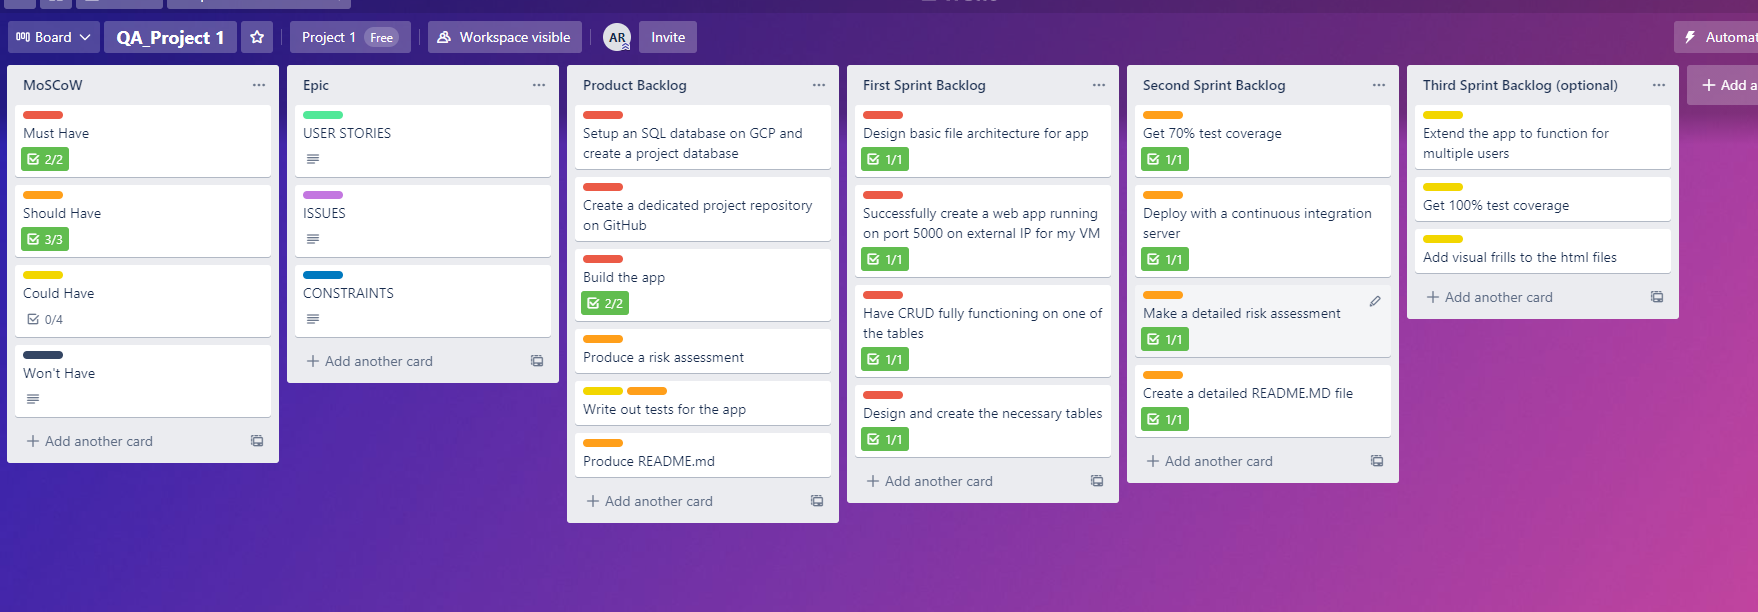 Board
QA_Project 1
Project 1 Free
Workspace visible
AR
Invite
MoSCoW
Must Have
2/2
Should Have
3/3
Could Have
0/4
Won't Have
Add another card
Epic
USER STORIES
ISSUES
CONSTRAINTS
Add another card
Product Backlog
Setup an SQL database on GCP and
create a project database
Create a dedicated project repository
on GitHub
Build the app
2/2
Produce a risk assessment
Write out tests for the app
Produce README.md
Add another card
First Sprint Backlog
Design basic file architecture for app
1/1
Successfully create a web app running
on port 5000 on external IP for my VM
1/1
Have CRUD fully functioning on one of
the tables
1/1
Design and create the necessary tables
1/1
Add another card
Second Sprint Backlog
Get 70% test coverage
1/1
Deploy with a continuous integration
server
1/1
Make a detailed risk assessment
1/1
Create a detailed README.MD file
1/1
Add another card
Third Sprint Backlog (optional)
Extend the app to function for
multiple users
Get 100% test coverage
Add visual frills to the html files
Add another card
Automat
Add a